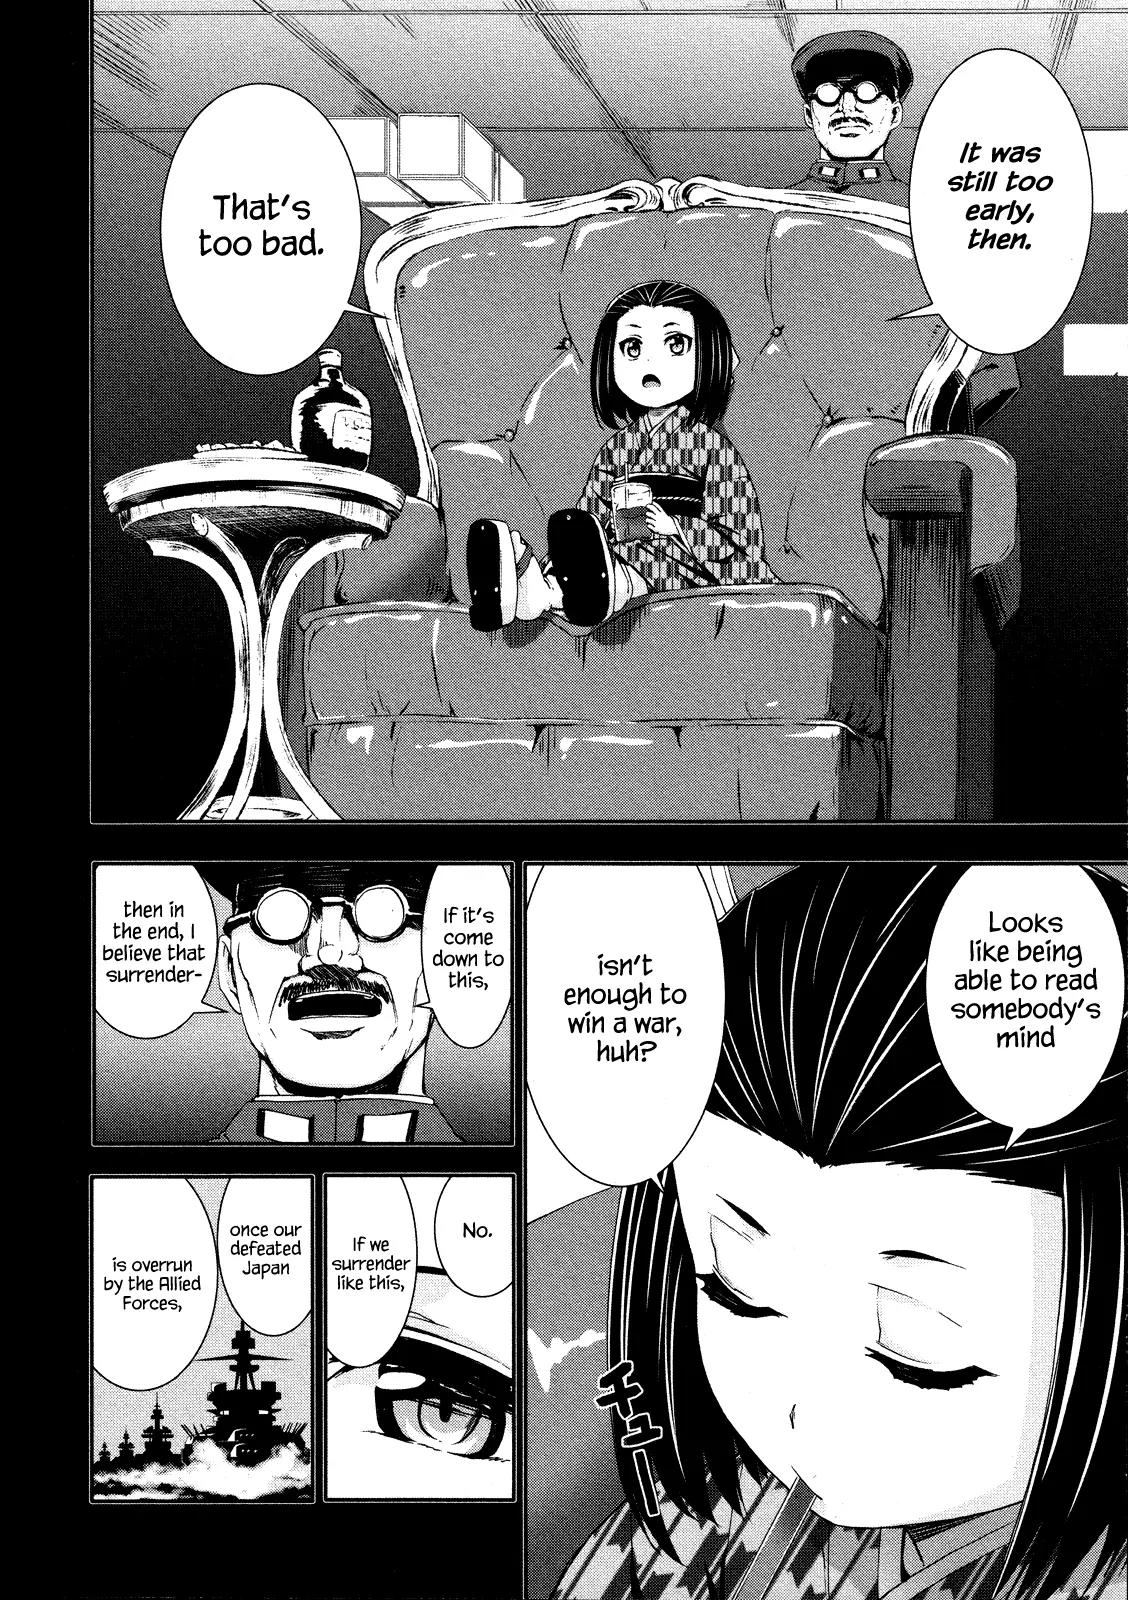 It was
still too
early,
then.
That's
too bad.
Looks
like being
able to read
somebody's
mind
isn't
enough to
win a war,
huh?
チュー
If it's
come
down to
this,
then in
the end, I
believe that
surrender-
No.
If we
surrender
like this,
once our
defeated
Japan
is overrun
by the Allied
Forces,